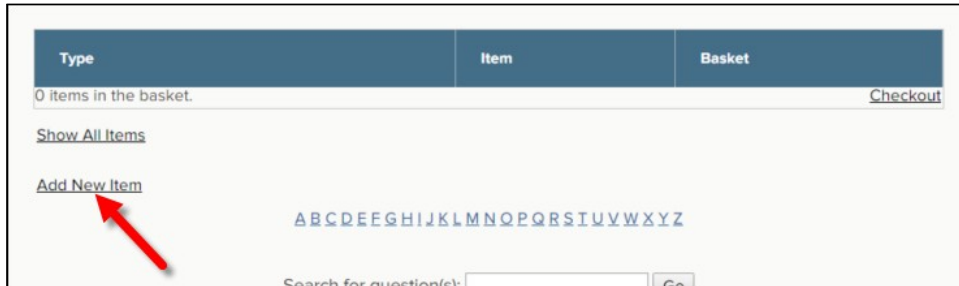 Type Item Basket
0 items in the basket. Checkout
Show All Items
Add New Item
A B C D E F G H I J K L M N O P Q R S T U V W X Y Z
Search for question(s): Go